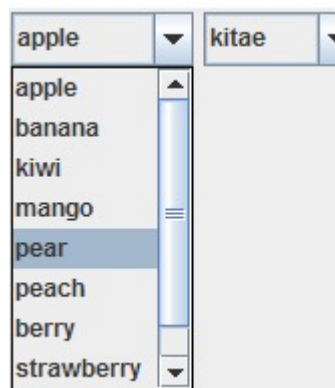 apple kitae
apple
banana
kiwi
mango
pear
peach
berry
strawberry